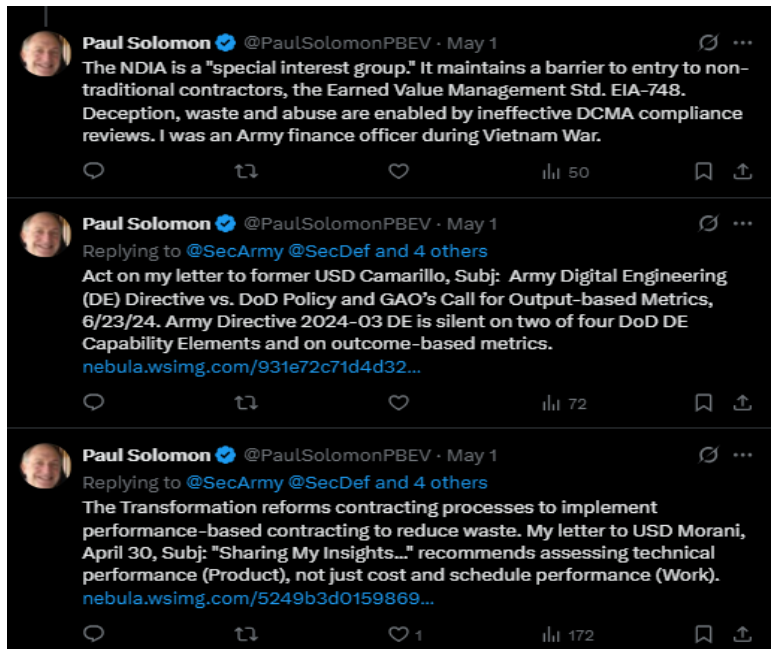 Paul Solomon @PaulSolomonPBEV · May 1
The NDIA is a "special interest group." It maintains a barrier to entry to non-
traditional contractors, the Earned Value Management Std. EIA-748.
Deception, waste and abuse are enabled by ineffective DCMA compliance
reviews. I was an Army finance officer during Vietnam War.
50
Paul Solomon @PaulSolomonPBEV · May 1
Replying to @SecArmy @SecDef and 4 others
Act on my letter to former USD Camarillo, Subj: Army Digital Engineering
(DE) Directive vs. DoD Policy and GAO's Call for Output-based Metrics,
6/23/24. Army Directive 2024-03 DE is silent on two of four DoD DE
Capability Elements and on outcome-based metrics.
nebula.wsimg.com/931e72c71d4d32...
72
Paul Solomon @PaulSolomonPBEV · May 1
Replying to @SecArmy @SecDef and 4 others
The Transformation reforms contracting processes to implement
performance-based contracting to reduce waste. My letter to USD Morani,
April 30, Subj: "Sharing My Insights..." recommends assessing technical
performance (Product), not just cost and schedule performance (Work).
nebula.wsimg.com/5249b3d0159869...
1 172